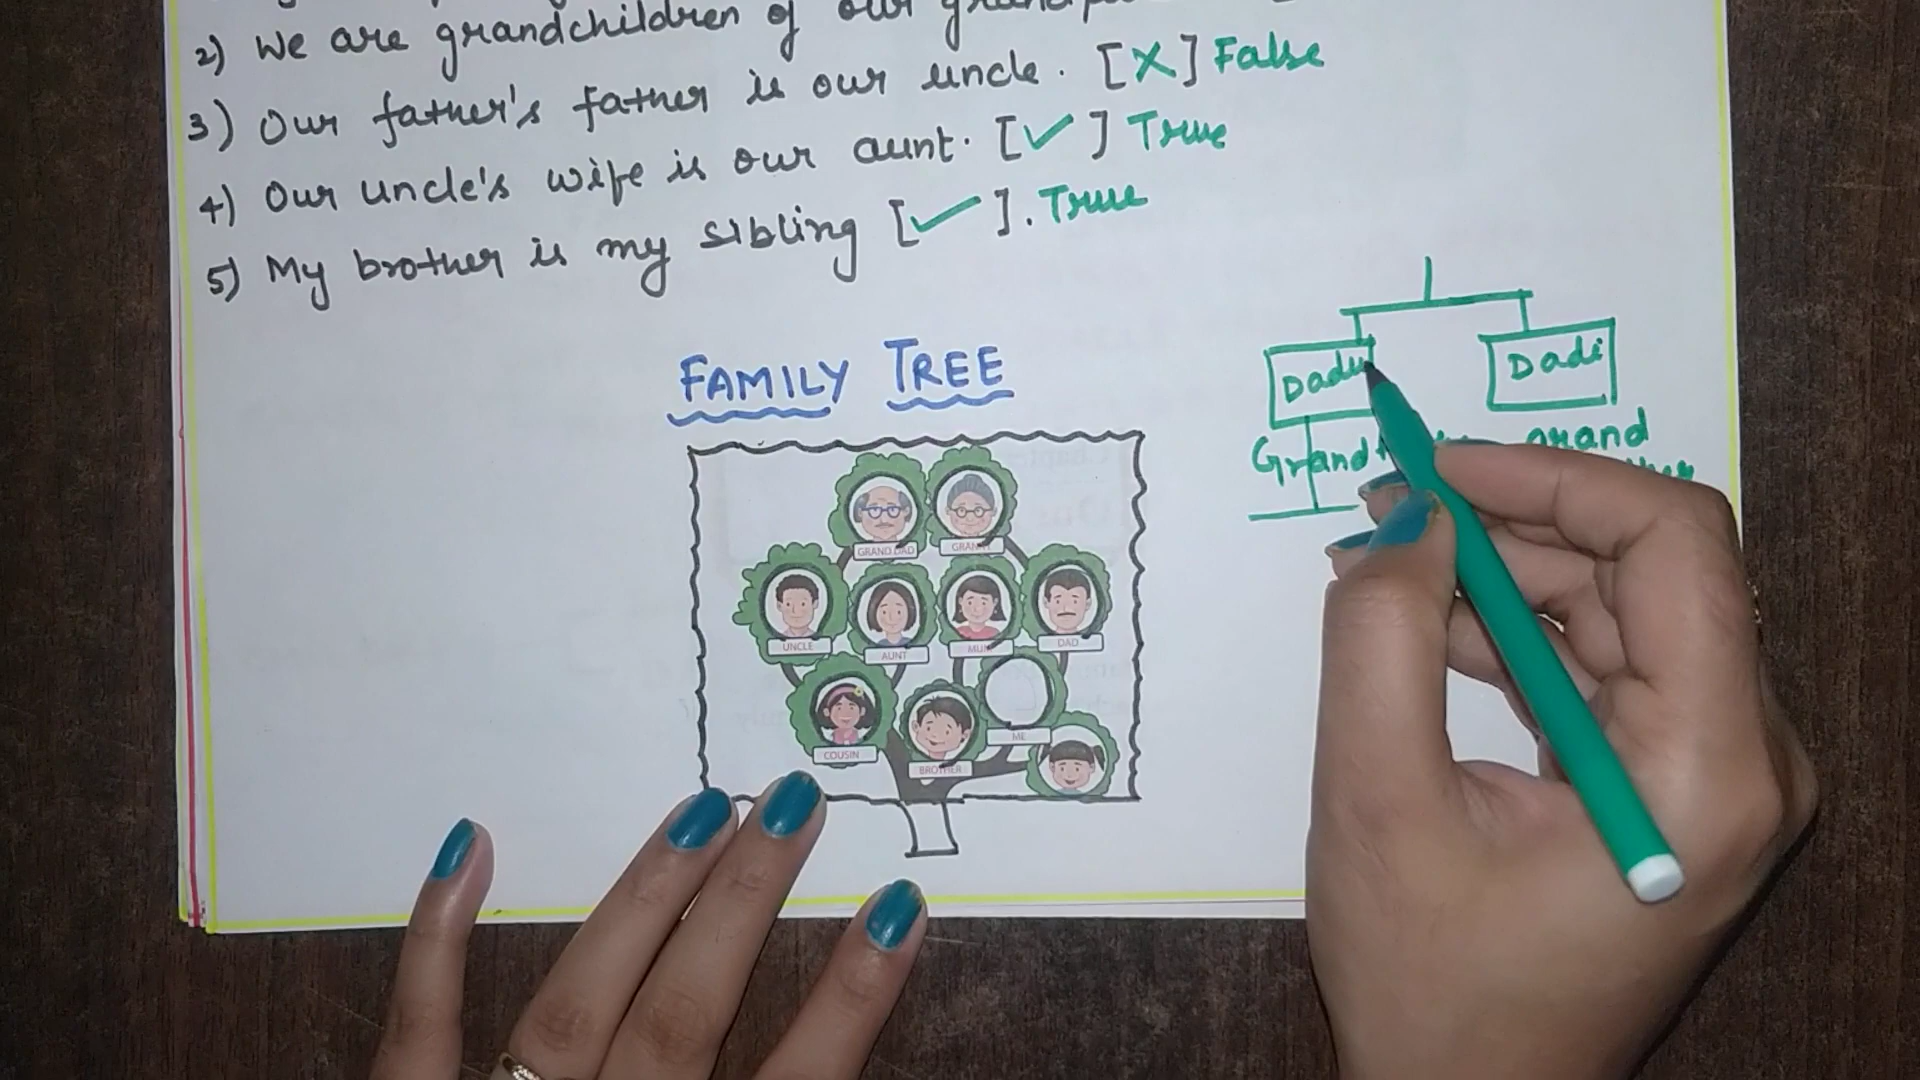 2) We are grandchildren of our
3) Our father's father is our uncle. [X] False
4) Our uncle's wife is our aunt. [✓] True
5) My brother is my sibling [✓]. True
FAMILY TREE
Dadu
Dadi
Grand
grand
GRAND DAD
UNCLE
AUNT
MUM
DAD
COUSIN
BROTHER
ME